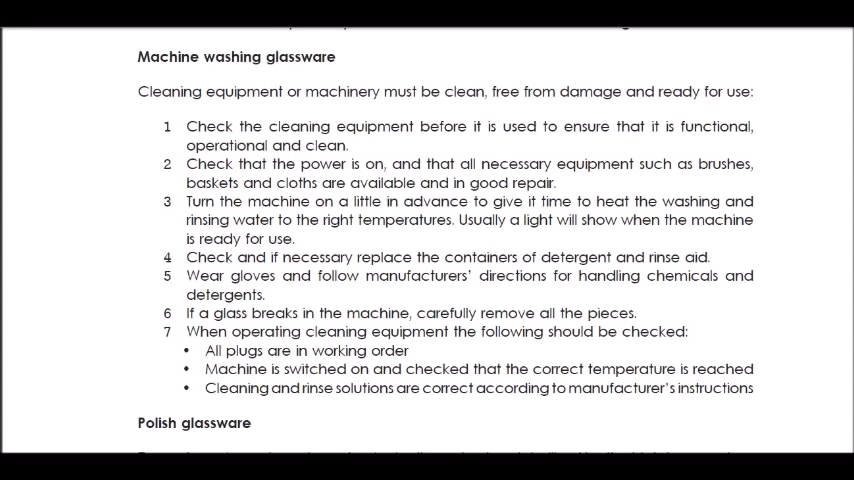 Machine washing glassware
Cleaning equipment or machinery must be clean, free from damage and ready for use:
1 Check the cleaning equipment before it is used to ensure that it is functional,
operational and clean.
2 Check that the power is on, and that all necessary equipment such as brushes,
baskets and cloths are available and in good repair.
3 Turn the machine on a little in advance to give it time to heat the washing and
rinsing water to the right temperatures. Usually a light will show when the machine
is ready for use.
4 Check and if necessary replace the containers of detergent and rinse aid.
5 Wear gloves and follow manufacturers’ directions for handling chemicals and
detergents.
6 If a glass breaks in the machine, carefully remove all the pieces.
7 When operating cleaning equipment the following should be checked:
• All plugs are in working order
• Machine is switched on and checked that the correct temperature is reached
• Cleaning and rinse solutions are correct according to manufacturer’s instructions
Polish glassware